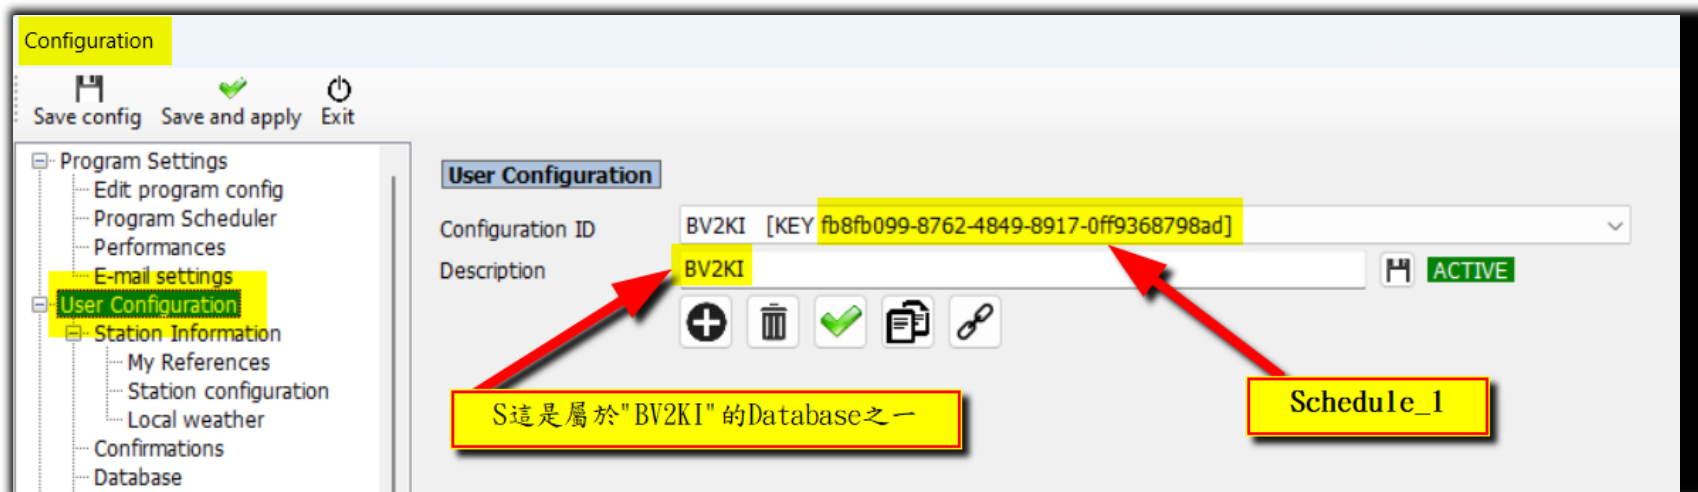 Configuration
Save config Save and apply Exit
Program Settings
Edit program config
Program Scheduler
Performances
E-mail settings
User Configuration
Station Information
My References
Station configuration
Local weather
Confirmations
Database
User Configuration
Configuration ID BV2KI [KEY fb8fb099-8762-4849-8917-0ff9368798ad]
Description BV2KI ACTIVE
S這是屬於"BV2KI"的Database之一
Schedule_1